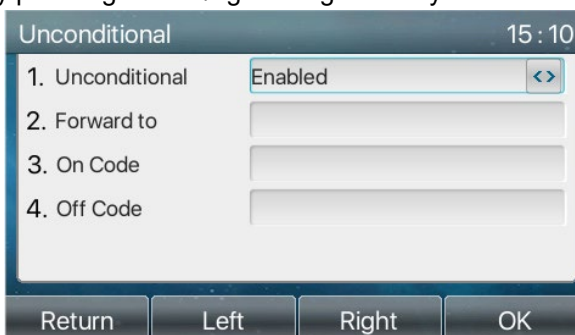 Unconditional 15:10
1. Unconditional Enabled <>
2. Forward to
3. On Code
4. Off Code
Return Left Right OK